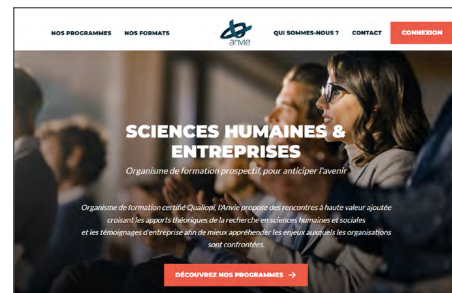 NOS PROGRAMMES NOS FORMATS anvie QUI SOMMES-NOUS ? CONTACT CONNEXION
SCIENCES HUMAINES &
ENTREPRISES
Organisme de formation prospectif, pour anticiper l'avenir
Organisme de formation certifié Qualiopi, l'Anvie propose des rencontres à haute valeur ajoutée
croisant les apports théoriques de la recherche en sciences humaines et sociales
et les témoignages d'entreprise afin de mieux appréhender les enjeux auxquels les organisations
sont confrontées.
DÉCOUVREZ NOS PROGRAMMES →